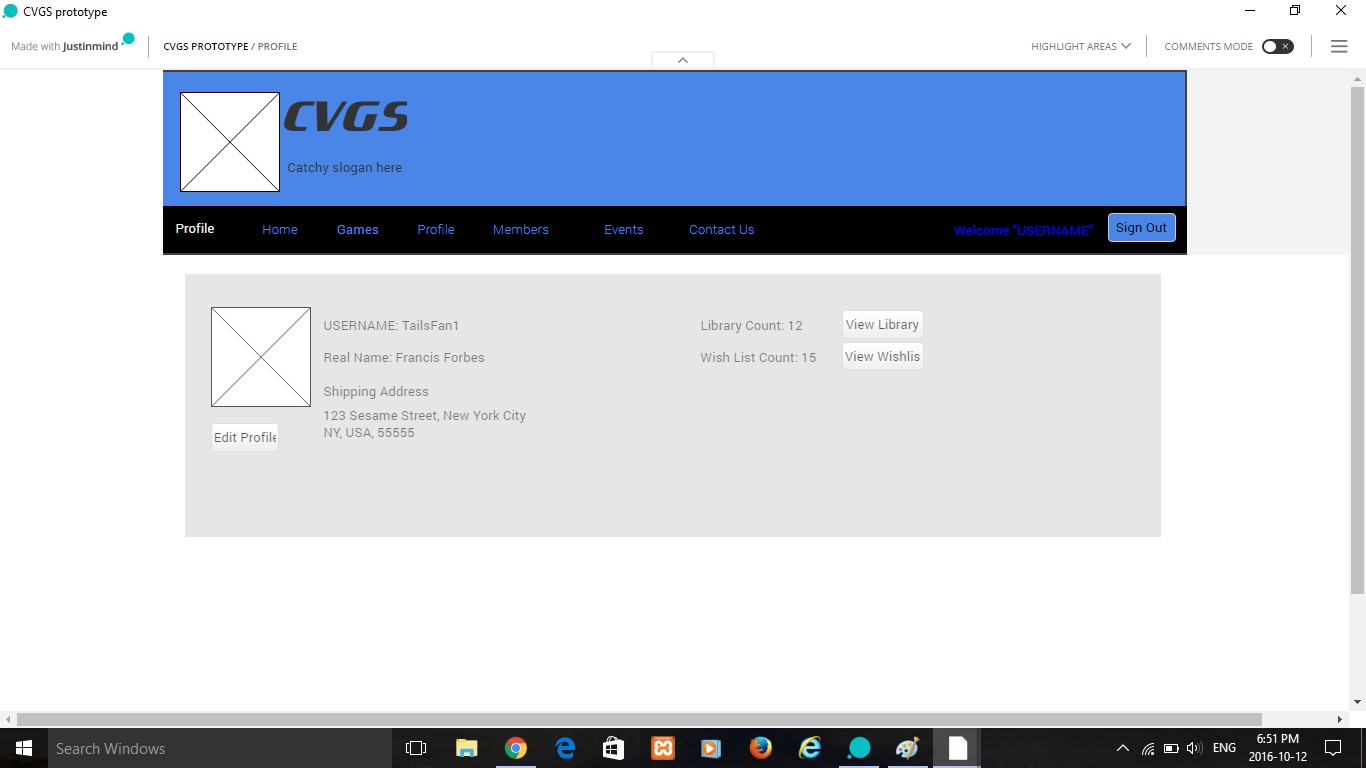 CVGS prototype
Made with Justinmind
CVGS PROTOTYPE / PROFILE
HIGHLIGHT AREAS
COMMENTS MODE
CVGS
Catchy slogan here
Profile
Home
Games
Profile
Members
Events
Contact Us
Welcome "USERNAME"
Sign Out
USERNAME: TailsFan1
Library Count: 12
View Library
Real Name: Francis Forbes
Wish List Count: 15
View Wishlis
Shipping Address
123 Sesame Street, New York City
NY, USA, 55555
Edit Profile
Search Windows
ENG
6:51 PM
2016-10-12